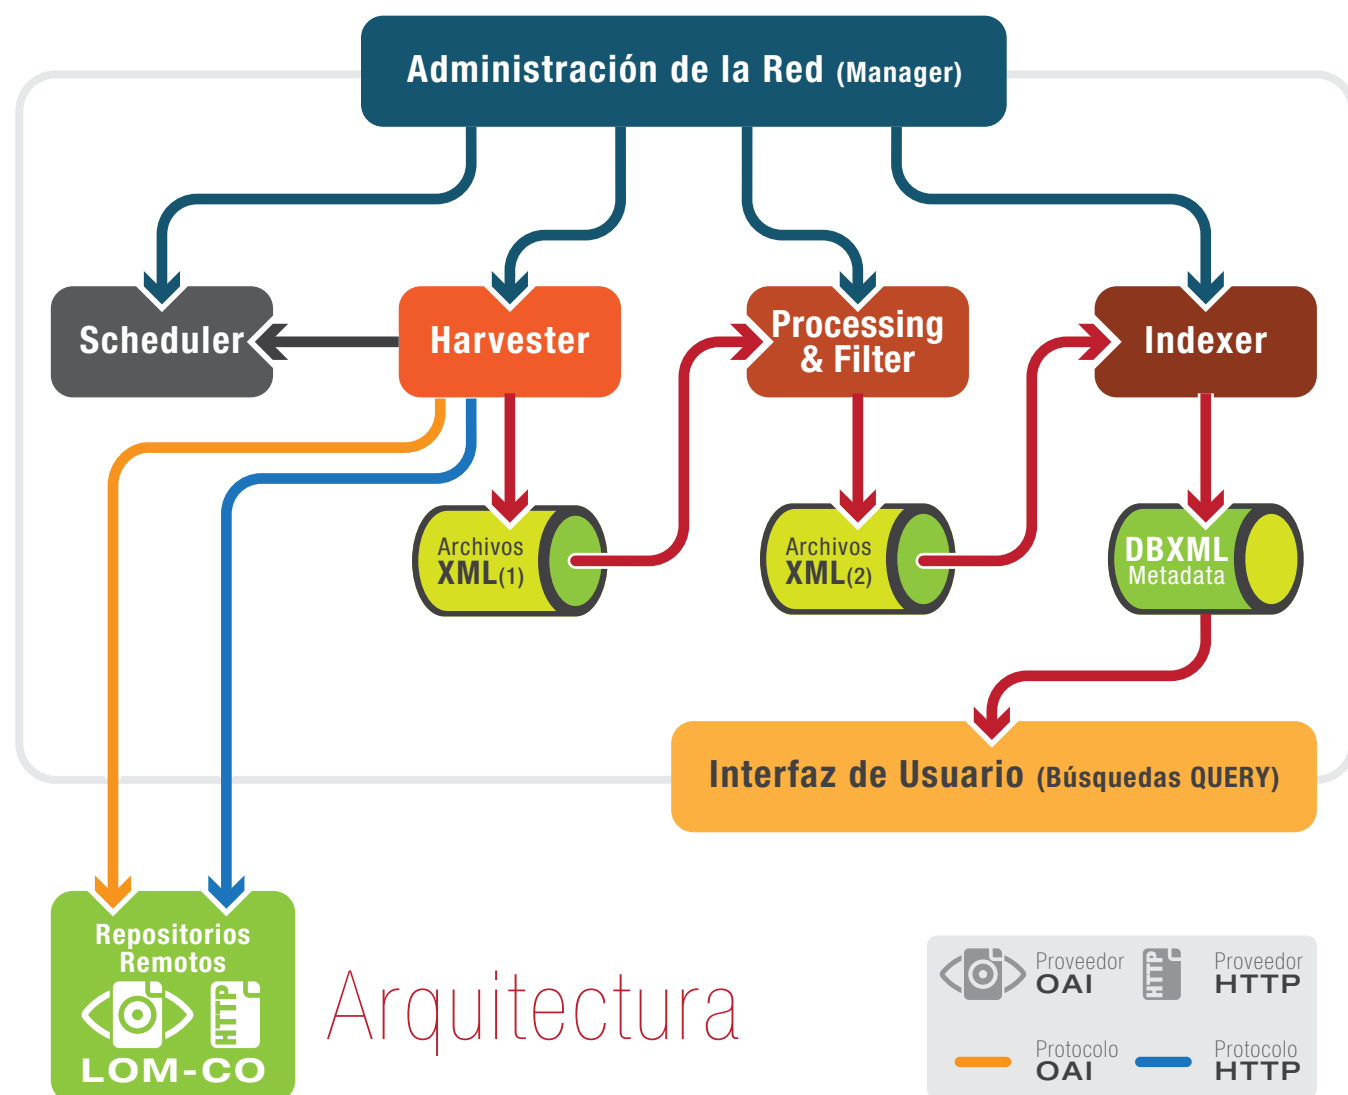 Administración de la Red (Manager)
Scheduler
Harvester
Processing
& Filter
Indexer
Archivos
XML(1)
Archivos
XML(2)
DBXML
Metadata
Interfaz de Usuario (Búsquedas QUERY)
Repositorios
Remotos
HTTP
LOM-CO
Arquitectura
Proveedor
OAI
HTTP
Proveedor
HTTP
Protocolo
OAI
Protocolo
HTTP